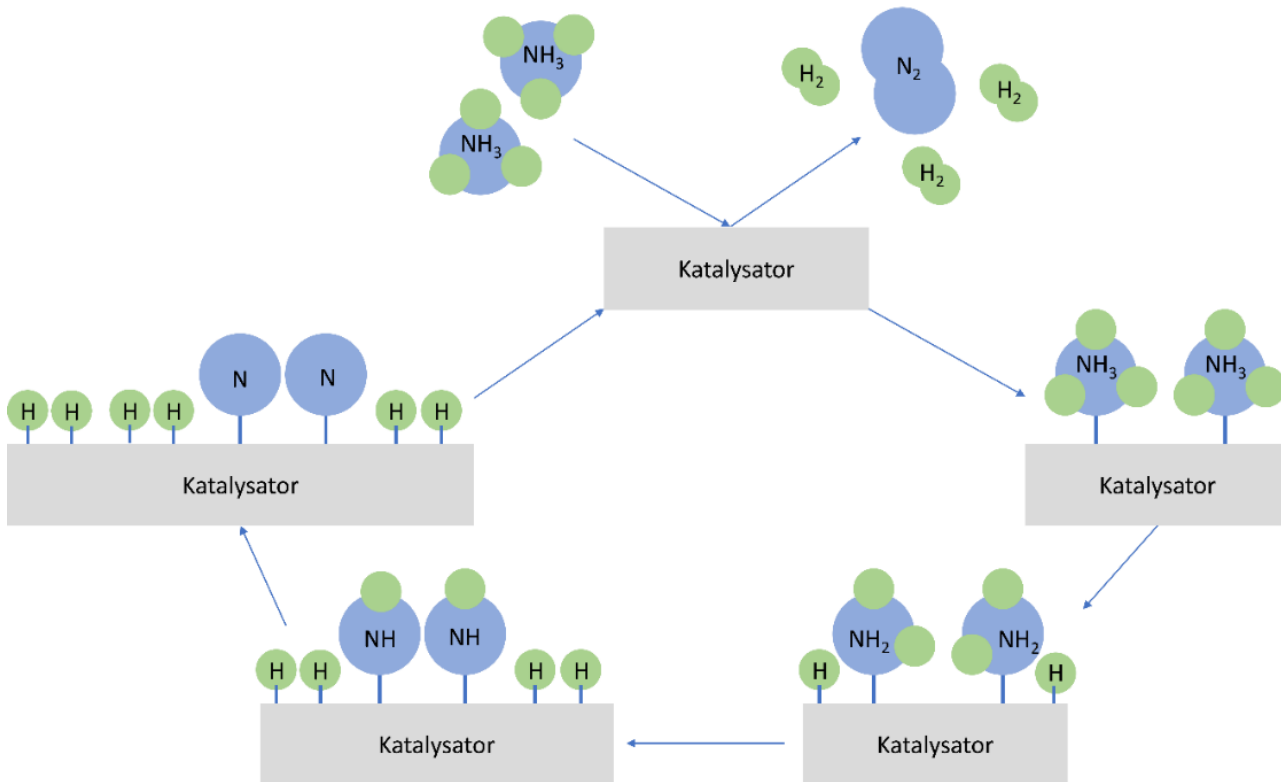 NH₃
NH₃
H₂
N₂
H₂
H₂
Katalysator
NH₃
NH₃
Katalysator
H
NH₂
NH₂
H
Katalysator
H
H
NH
NH
H
H
Katalysator
H
H
H
H
N
N
H
H
Katalysator